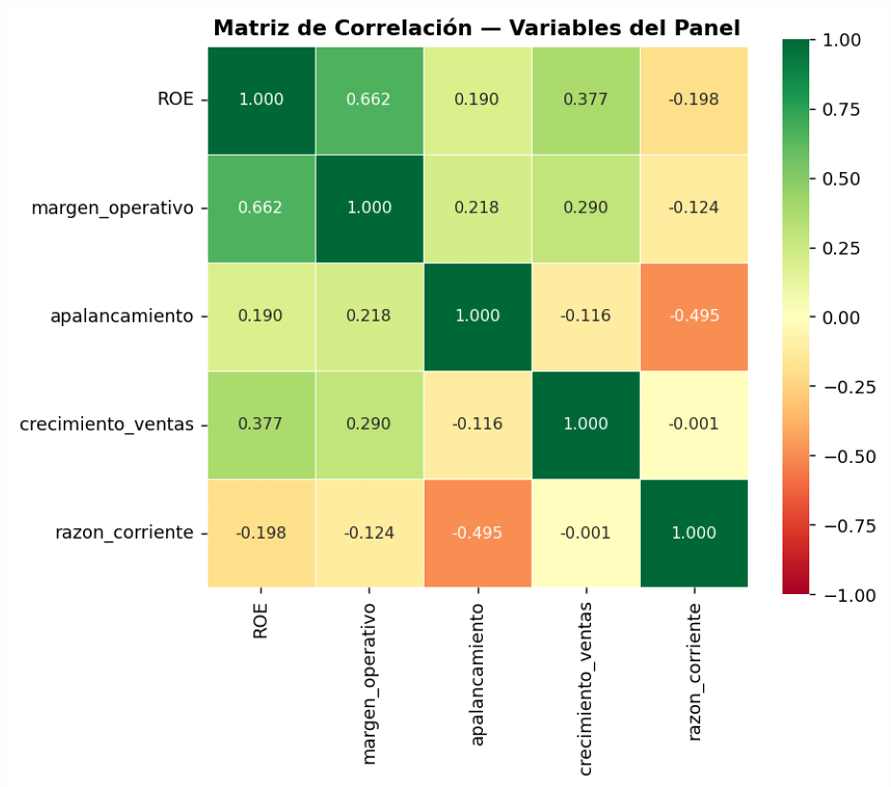 Matriz de Correlación — Variables del Panel
ROE 1.000 0.662 0.190 0.377 -0.198
margen_operativo 0.662 1.000 0.218 0.290 -0.124
apalancamiento 0.190 0.218 1.000 -0.116 -0.495
crecimiento_ventas 0.377 0.290 -0.116 1.000 -0.001
razon_corriente -0.198 -0.124 -0.495 -0.001 1.000
ROE
margen_operativo
apalancamiento
crecimiento_ventas
razon_corriente
1.00
0.75
0.50
0.25
0.00
−0.25
−0.50
−0.75
−1.00